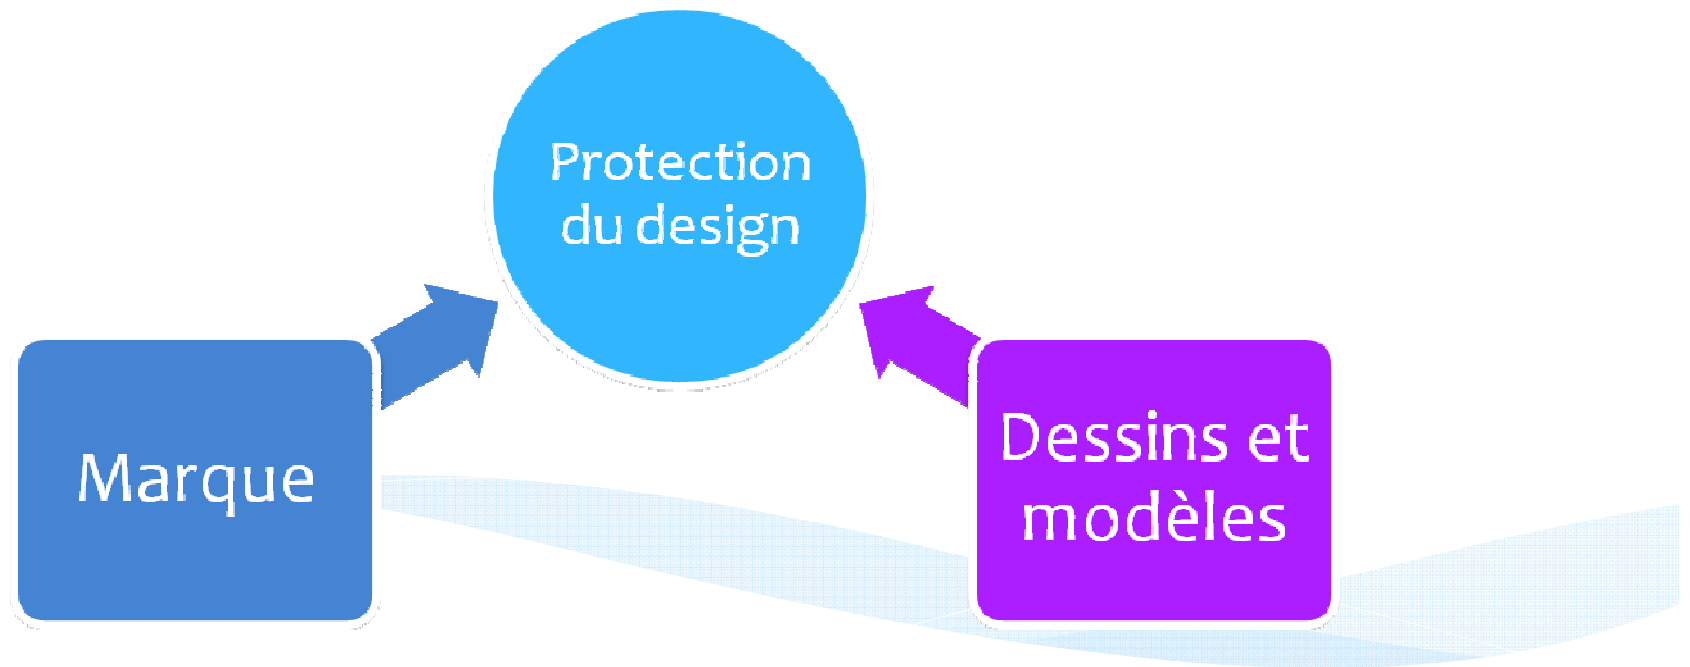 Protection
du design
Marque
Dessins et
modèles